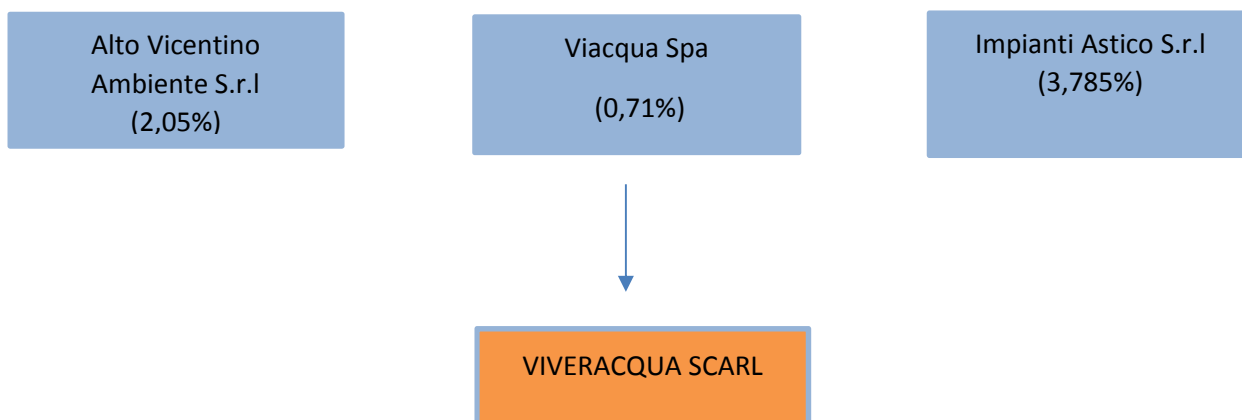 Alto Vicentino
Ambiente S.r.l
(2,05%)
Viacqua Spa
(0,71%)
Impianti Astico S.r.l
(3,785%)
VIVERACQUA SCARL